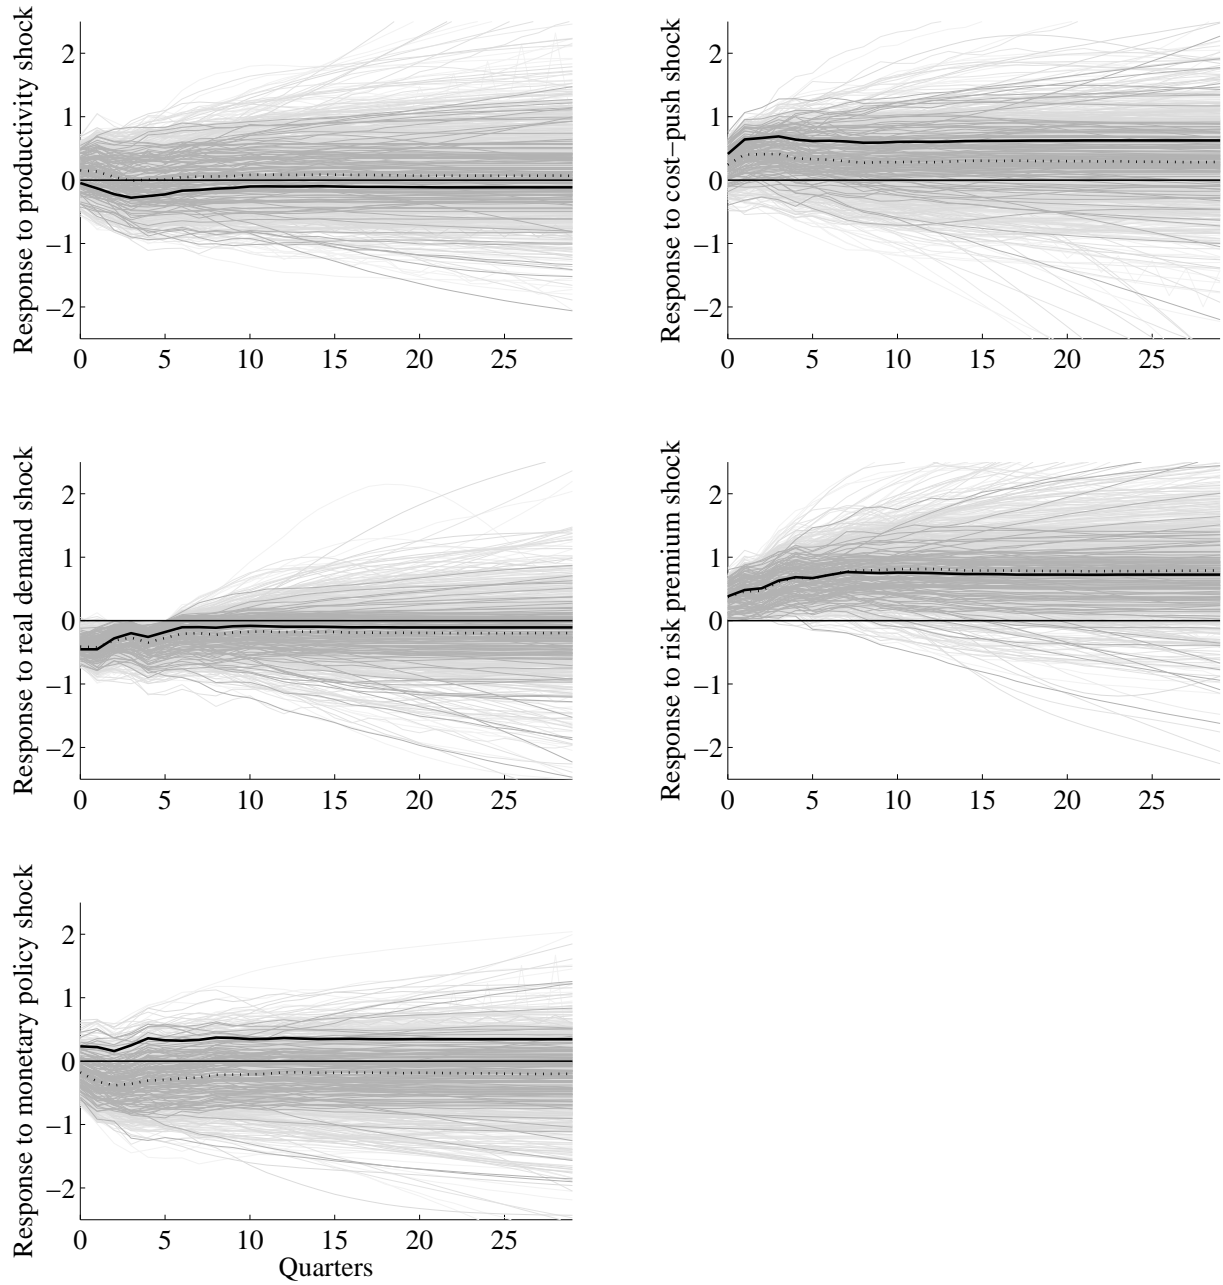 Response to productivity shock
2
1
0
−1
−2
0 5 10 15 20 25
Response to cost−push shock
2
1
0
−1
−2
0 5 10 15 20 25
Response to real demand shock
2
1
0
−1
−2
0 5 10 15 20 25
Response to risk premium shock
2
1
0
−1
−2
0 5 10 15 20 25
Response to monetary policy shock
2
1
0
−1
−2
0 5 10 15 20 25
Quarters